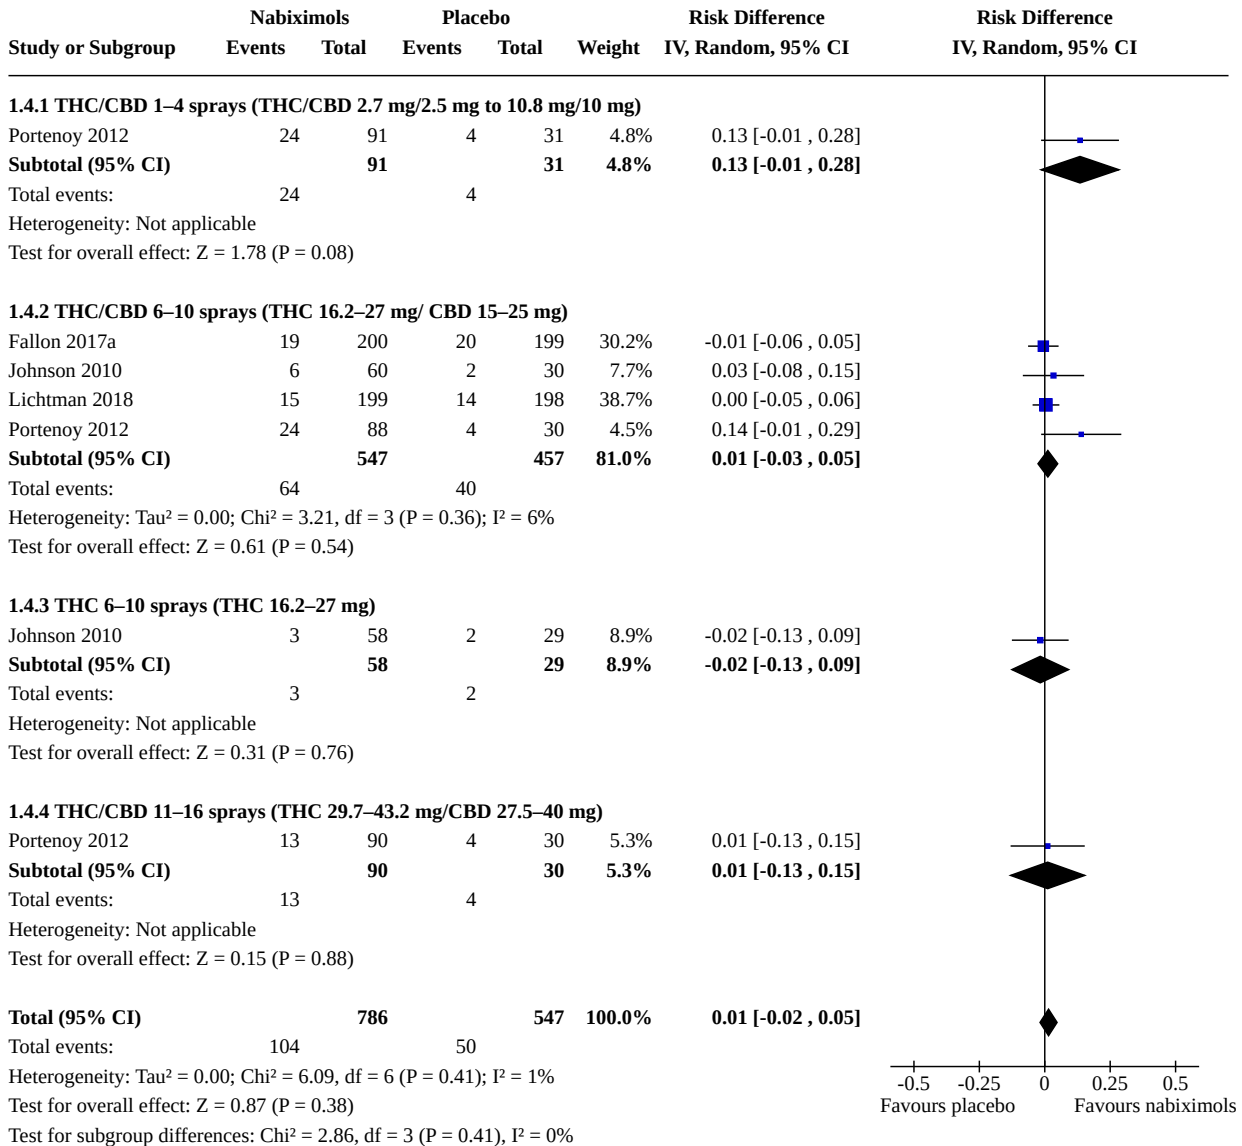 Nabiximols Placebo Risk Difference Risk Difference
Study or Subgroup Events Total Events Total Weight IV, Random, 95% CI IV, Random, 95% CI
1.4.1 THC/CBD 1–4 sprays (THC/CBD 2.7 mg/2.5 mg to 10.8 mg/10 mg)
Portenoy 2012 24 91 4 31 4.8% 0.13 [-0.01 , 0.28]
Subtotal (95% CI) 91 31 4.8% 0.13 [-0.01 , 0.28]
Total events: 24 4
Heterogeneity: Not applicable
Test for overall effect: Z = 1.78 (P = 0.08)
1.4.2 THC/CBD 6–10 sprays (THC 16.2–27 mg/ CBD 15–25 mg)
Fallon 2017a 19 200 20 199 30.2% -0.01 [-0.06 , 0.05]
Johnson 2010 6 60 2 30 7.7% 0.03 [-0.08 , 0.15]
Lichtman 2018 15 199 14 198 38.7% 0.00 [-0.05 , 0.06]
Portenoy 2012 24 88 4 30 4.5% 0.14 [-0.01 , 0.29]
Subtotal (95% CI) 547 457 81.0% 0.01 [-0.03 , 0.05]
Total events: 64 40
Heterogeneity: Tau² = 0.00; Chi² = 3.21, df = 3 (P = 0.36); I² = 6%
Test for overall effect: Z = 0.61 (P = 0.54)
1.4.3 THC 6–10 sprays (THC 16.2–27 mg)
Johnson 2010 3 58 2 29 8.9% -0.02 [-0.13 , 0.09]
Subtotal (95% CI) 58 29 8.9% -0.02 [-0.13 , 0.09]
Total events: 3 2
Heterogeneity: Not applicable
Test for overall effect: Z = 0.31 (P = 0.76)
1.4.4 THC/CBD 11–16 sprays (THC 29.7–43.2 mg/CBD 27.5–40 mg)
Portenoy 2012 13 90 4 30 5.3% 0.01 [-0.13 , 0.15]
Subtotal (95% CI) 90 30 5.3% 0.01 [-0.13 , 0.15]
Total events: 13 4
Heterogeneity: Not applicable
Test for overall effect: Z = 0.15 (P = 0.88)
Total (95% CI) 786 547 100.0% 0.01 [-0.02 , 0.05]
Total events: 104 50
Heterogeneity: Tau² = 0.00; Chi² = 6.09, df = 6 (P = 0.41); I² = 1%
-0.5 -0.25 0 0.25 0.5
Test for overall effect: Z = 0.87 (P = 0.38) Favours placebo Favours nabiximols
Test for subgroup differences: Chi² = 2.86, df = 3 (P = 0.41), I² = 0%